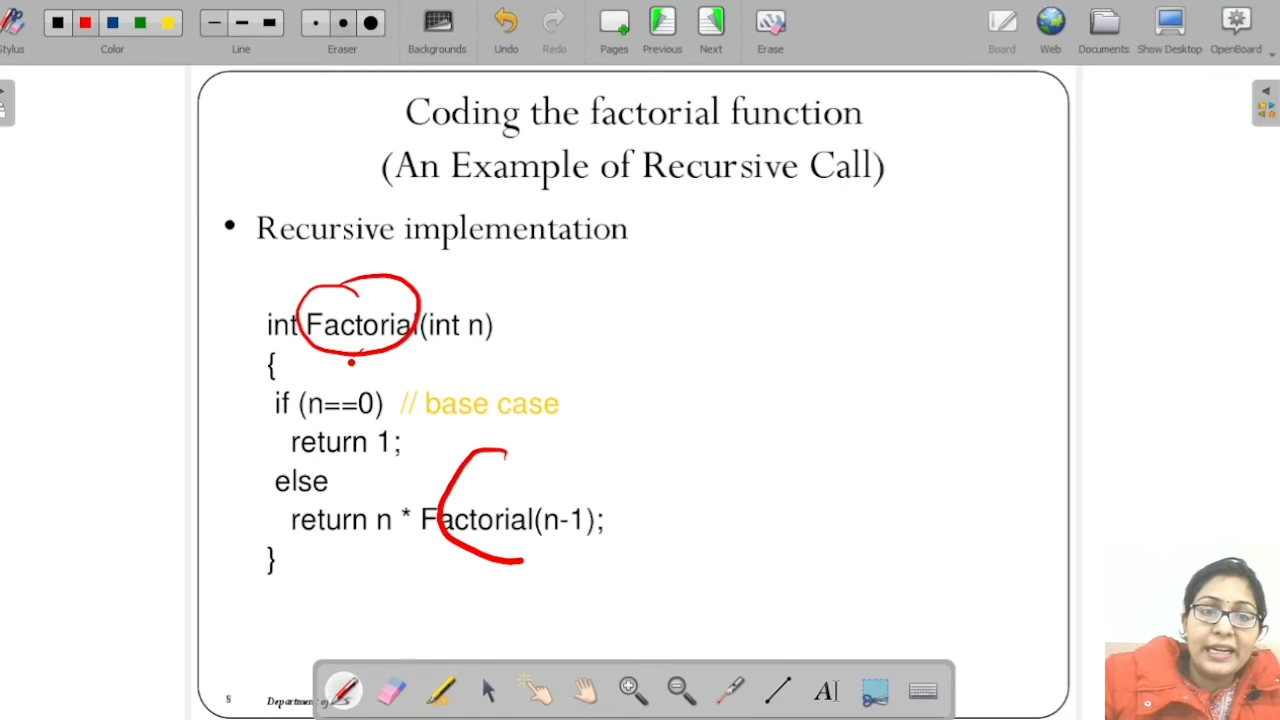 Stylus
Color
Line
Eraser
Backgrounds
Undo
Redo
Pages
Previous
Next
Erase
Board
Web
Documents
Show Desktop
OpenBoard
Coding the factorial function
(An Example of Recursive Call)
• Recursive implementation
int Factorial(int n)
{
if (n==0) // base case
return 1;
else
return n * Factorial(n-1);
}
8